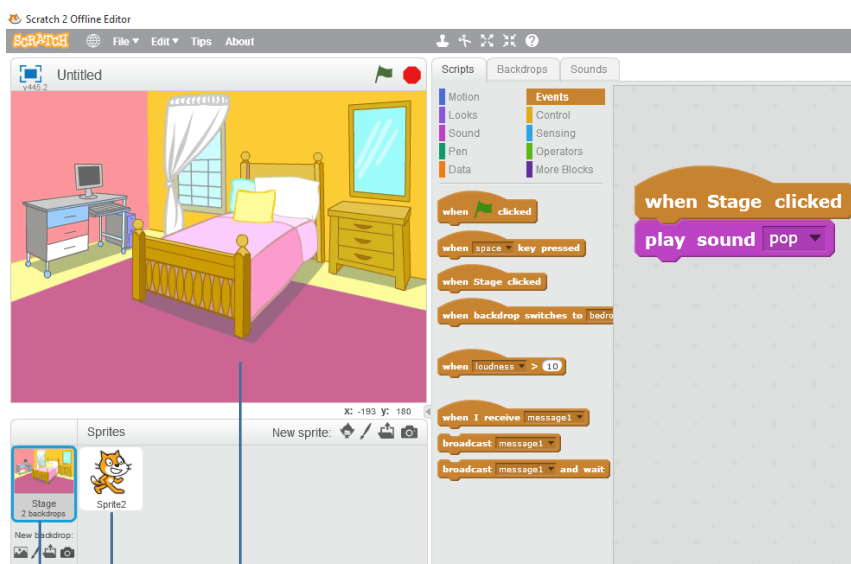 Scratch 2 Offline Editor
SCRATCH File Edit Tips About
Untitled
v445.2
Scripts Backdrops Sounds
Motion Events
Looks Control
Sound Sensing
Pen Operators
Data More Blocks
when clicked
when space key pressed
when Stage clicked
when backdrop switches to bedro
when loudness > 10
when I receive message1
broadcast message1
broadcast message1 and wait
when Stage clicked
play sound pop
X: -193 Y: 180
Sprites New sprite:
Stage
2 backdrops
Sprite2
New backdrop: